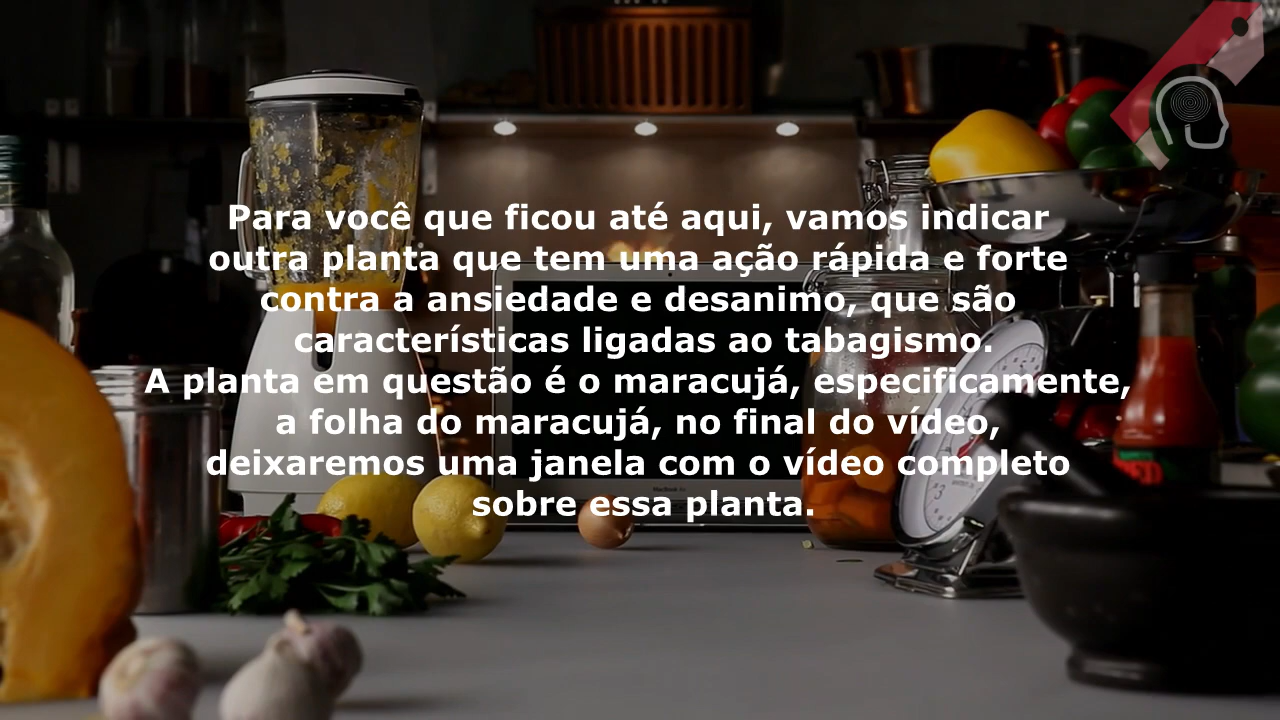 Para você que ficou até aqui, vamos indicar
outra planta que tem uma ação rápida e forte
contra a ansiedade e desanimo, que são
características ligadas ao tabagismo.
A planta em questão é o maracujá, especificamente,
a folha do maracujá, no final do vídeo,
deixaremos uma janela com o vídeo completo
sobre essa planta.